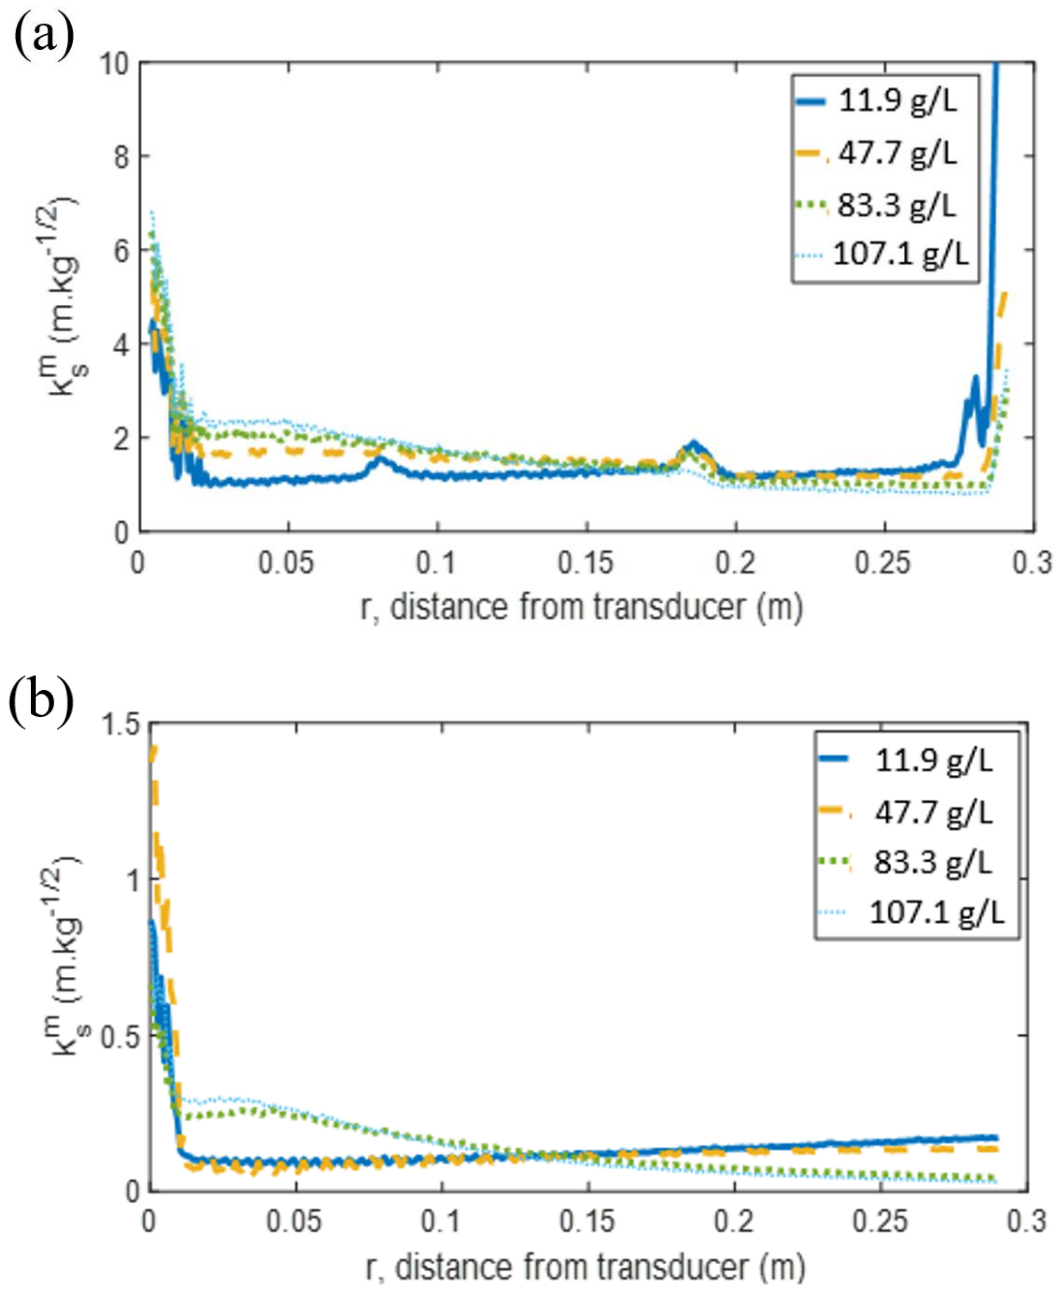 (a)
10
8
6
4
2
0
k_s^m (m.kg^-1/2)
11.9 g/L
47.7 g/L
83.3 g/L
107.1 g/L
0 0.05 0.1 0.15 0.2 0.25 0.3
r, distance from transducer (m)
(b)
1.5
1
0.5
0
k_s^m (m.kg^-1/2)
11.9 g/L
47.7 g/L
83.3 g/L
107.1 g/L
0 0.05 0.1 0.15 0.2 0.25 0.3
r, distance from transducer (m)